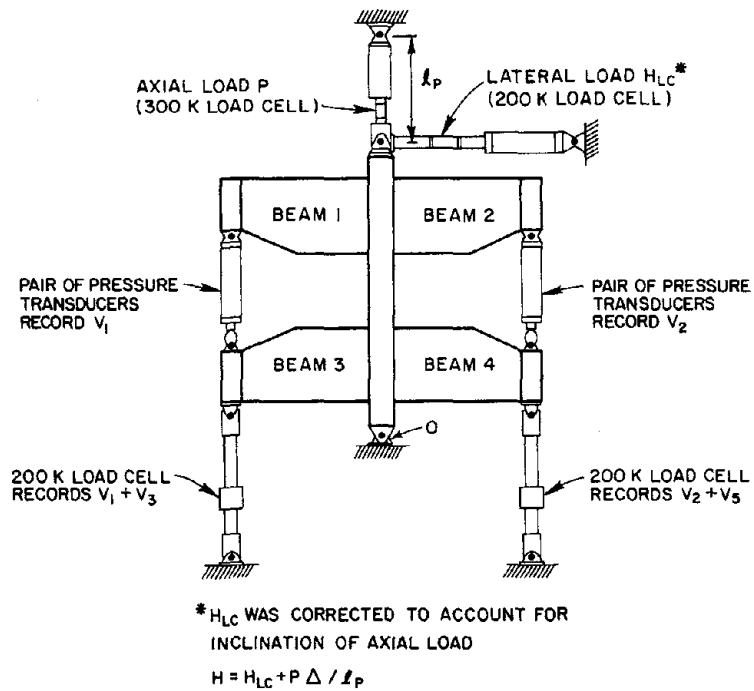 AXIAL LOAD P
(300 K LOAD CELL)
ℓP
LATERAL LOAD HLC*
(200 K LOAD CELL)
BEAM 1
BEAM 2
PAIR OF PRESSURE
TRANSDUCERS
RECORD V1
PAIR OF PRESSURE
TRANSDUCERS
RECORD V2
BEAM 3
BEAM 4
O
200 K LOAD CELL
RECORDS V1 + V3
200 K LOAD CELL
RECORDS V2 + V5
*HLC WAS CORRECTED TO ACCOUNT FOR
INCLINATION OF AXIAL LOAD
H = HLC + P Δ / ℓP